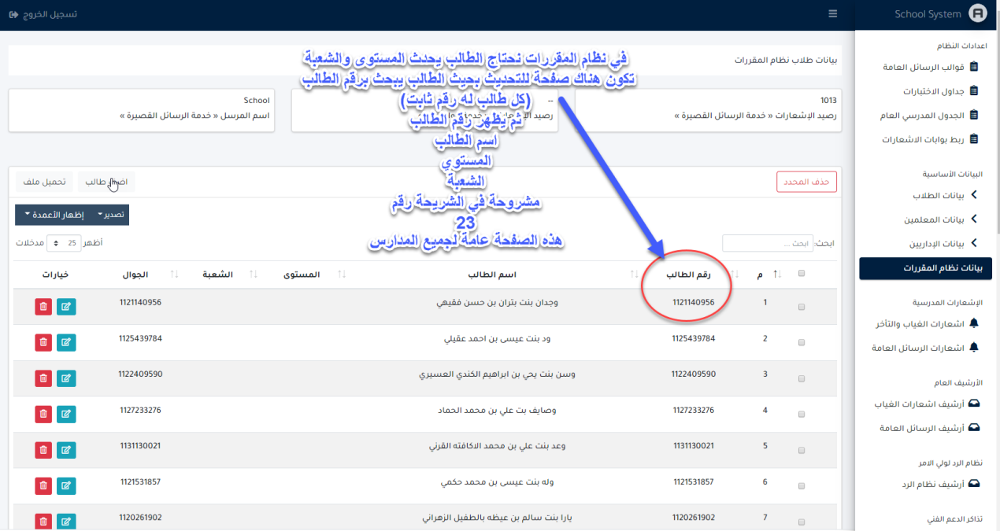 School System
تسجيل الخروج
اعدادات النظام
قوالب الرسائل العامة
جداول الاختبارات
الجدول المدرسي العام
ربط بوابات الاشعارات
البيانات الأساسية
بيانات الطلاب
بيانات المعلمين
بيانات الإداريين
بيانات نظام المقررات
الإشعارات المدرسية
اشعارات الغياب والتأخر
اشعارات الرسائل العامة
الأرشيف العام
أرشيف اشعارات الغياب
أرشيف الرسائل العامة
نظام الرد لولي الامر
أرشيف نظام الرد
تذاكر الدعم الفني
بيانات طلاب نظام المقررات
في نظام المقررات نحتاج الطالب يحدث المستوى والشعبة
تكون هناك صفحة للتحديث بحيث الطالب يبحث برقم الطالب
(كل طالب له رقم ثابت)
ثم يظهر رقم الطالب
اسم الطالب
المستوي
الشعبة
مشروحة في الشريحة رقم
23
هذه الصفحة عامة لجميع المدارس
1013
رصيد الإشعارات « خدمة الرسائل القصيرة »
--
School
اسم المرسل « خدمة الرسائل القصيرة »
حذف المحدد
طالب
تحميل ملف
تصدير
إظهار الأعمدة
ابحث:
ابحث ...
أظهر 25 مدخلات
م رقم الطالب اسم الطالب المستوى الشعبة الجوال خيارات
1 1121140956 وجدان بنت بتران بن حسن فقيهي 1121140956
2 1125439784 ود بنت عيسى بن احمد عقيلي 1125439784
3 1122409590 وسن بنت يحي بن ابراهيم الكندي العسيري 1122409590
4 1127233276 وصايف بت علي بن محمد الحماد 1127233276
5 1131130021 وعد بنت علي بن محمد الاكافته القرني 1131130021
6 1121531857 وله بنت عيسى بن محمد حكمي 1121531857
7 1120261902 يارا بنت سالم بن عيظه بالطفيل الزهراني 1120261902